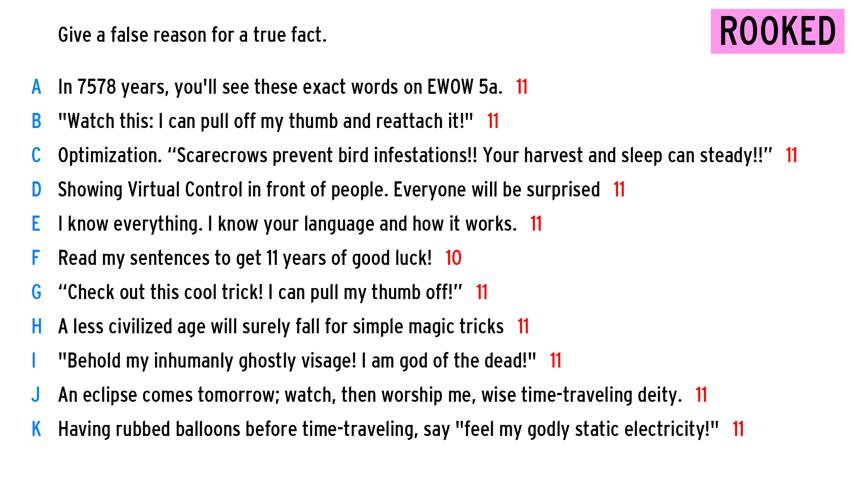 Give a false reason for a true fact.
ROOKED
A In 7578 years, you'll see these exact words on EWOW 5a. 11
B "Watch this: I can pull off my thumb and reattach it!" 11
C Optimization. “Scarecrows prevent bird infestations!! Your harvest and sleep can steady!!” 11
D Showing Virtual Control in front of people. Everyone will be surprised 11
E I know everything. I know your language and how it works. 11
F Read my sentences to get 11 years of good luck! 10
G “Check out this cool trick! I can pull my thumb off!” 11
H A less civilized age will surely fall for simple magic tricks 11
I "Behold my inhumanly ghostly visage! I am god of the dead!" 11
J An eclipse comes tomorrow; watch, then worship me, wise time-traveling deity. 11
K Having rubbed balloons before time-traveling, say "feel my godly static electricity!" 11